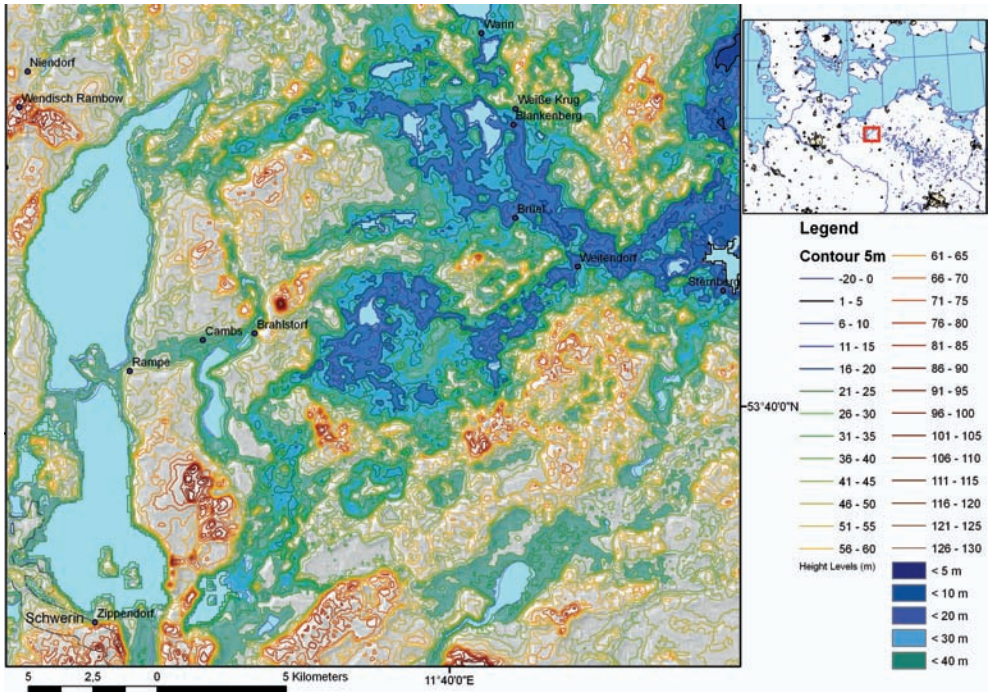 Warin
Niendorf
Wendisch Rambow
Weiße Krug
Blankenberg
Brüel
Weitendorf
Sternberg
Cambs
Brahlstorf
Rampe
Schwerin
Zippendorf
53°40'0"N
5 2,5 0 5 Kilometers
11°40'0"E
Legend
Contour 5m
-20 - 0
1 - 5
6 - 10
11 - 15
16 - 20
21 - 25
26 - 30
31 - 35
36 - 40
41 - 45
46 - 50
51 - 55
56 - 60
61 - 65
66 - 70
71 - 75
76 - 80
81 - 85
86 - 90
91 - 95
96 - 100
101 - 105
106 - 110
111 - 115
116 - 120
121 - 125
126 - 130
Height Levels (m)
< 5 m
< 10 m
< 20 m
< 30 m
< 40 m